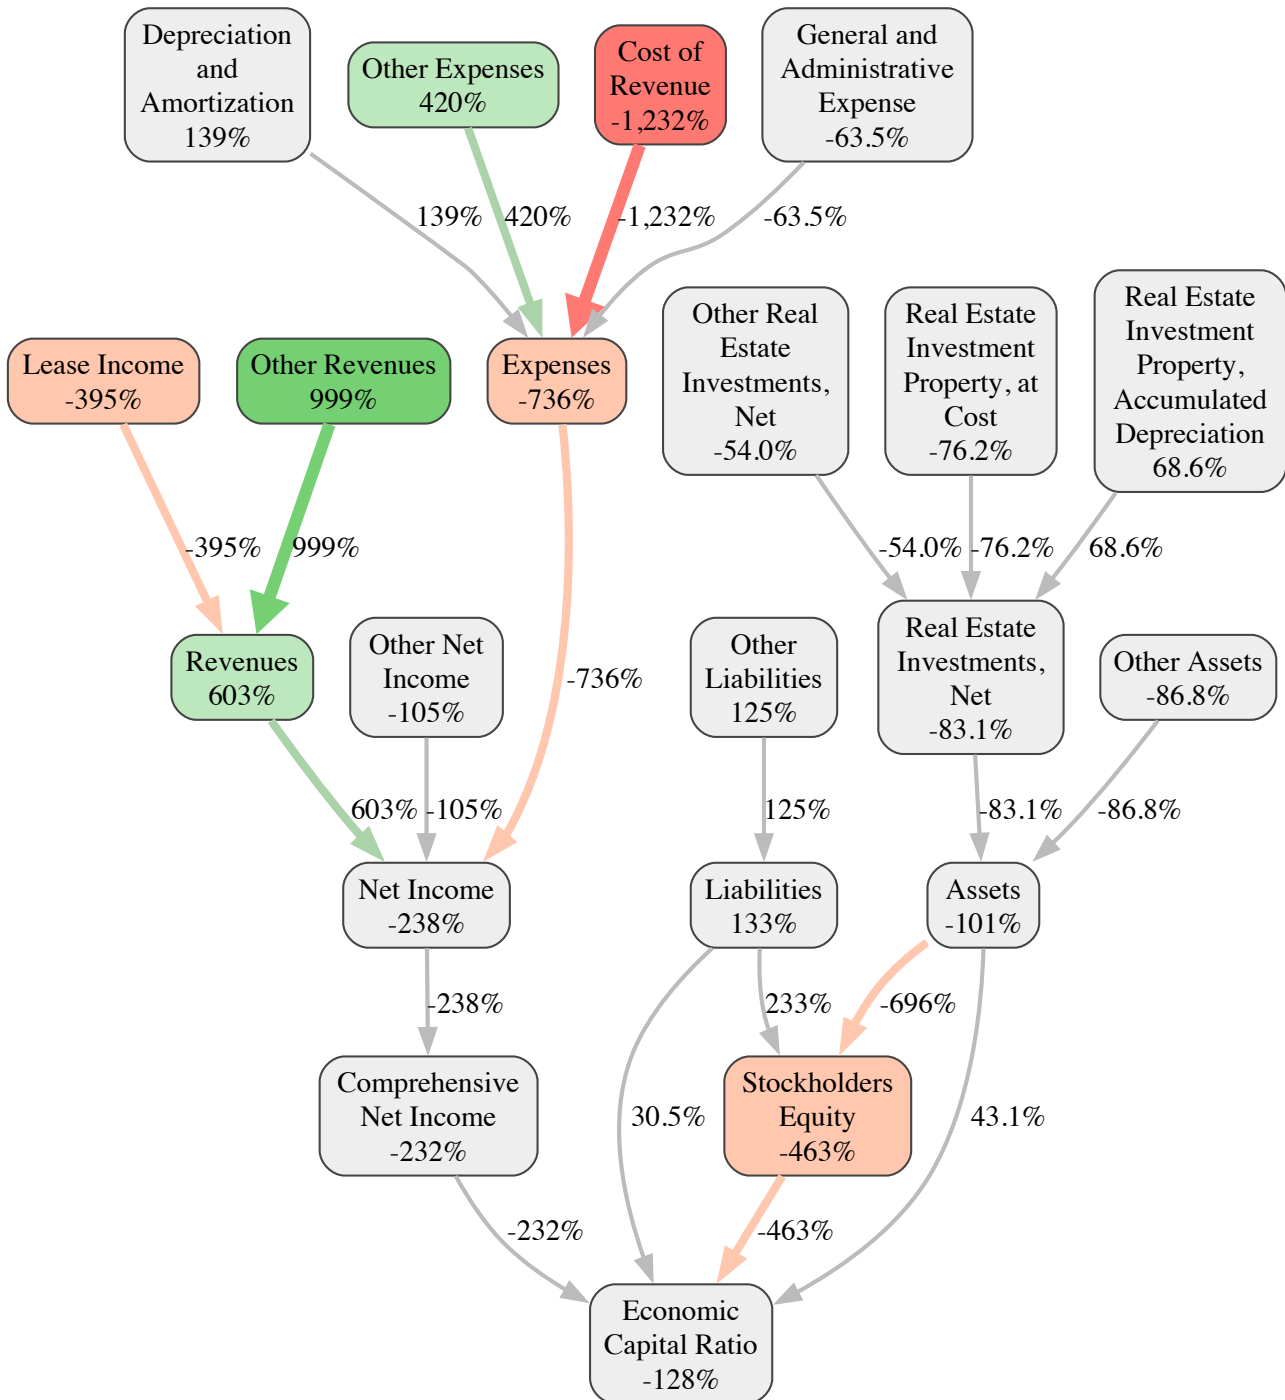 Depreciation
and
Amortization
139%
Other Expenses
420%
Cost of
Revenue
-1,232%
General and
Administrative
Expense
-63.5%
139%
420%
-1,232%
-63.5%
Lease Income
-395%
Other Revenues
999%
Expenses
-736%
Other Real
Estate
Investments,
Net
-54.0%
Real Estate
Investment
Property, at
Cost
-76.2%
Real Estate
Investment
Property,
Accumulated
Depreciation
68.6%
-395%
999%
-54.0%
-76.2%
68.6%
Revenues
603%
Other Net
Income
-105%
-736%
Other
Liabilities
125%
Real Estate
Investments,
Net
-83.1%
Other Assets
-86.8%
603%
-105%
125%
-83.1%
-86.8%
Net Income
-238%
Liabilities
133%
Assets
-101%
-238%
233%
-696%
Comprehensive
Net Income
-232%
30.5%
Stockholders
Equity
-463%
43.1%
-232%
-463%
Economic
Capital Ratio
-128%